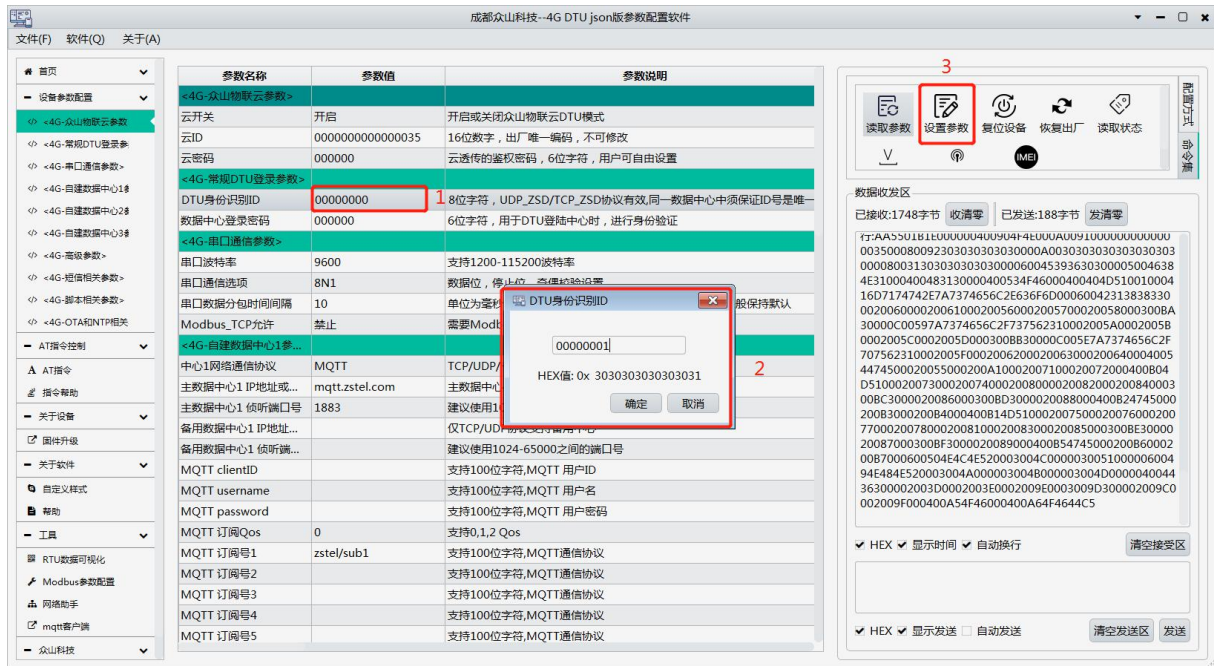 成都众山科技--4G DTU json版参数配置软件
文件(F) 软件(Q) 关于(A)
首页
设备参数配置
<4G-众山物联云参数
<4G-常规DTU登录参
<4G-串口通信参数>
<4G-自建数据中心1
<4G-自建数据中心2
<4G-自建数据中心3
<4G-高级参数>
<4G-短信相关参数>
<4G-脚本相关参数>
<4G-OTA和NTP相关
AT指令控制
A AT指令
指令帮助
关于设备
固件升级
关于软件
自定义样式
帮助
工具
RTU数据可视化
Modbus参数配置
网络助手
mqtt客户端
众山科技
参数名称 参数值 参数说明
<4G-众山物联云参数>
云开关 开启 开启或关闭众山物联云DTU模式
云ID 0000000000000035 16位数字，出厂唯一编码，不可修改
云密码 000000 云透传的鉴权密码，6位字符，用户可自由设置
<4G-常规DTU登录参数>
DTU身份识别ID 00000000 1 8位字符，UDP_ZSD/TCP_ZSD协议有效,同一数据中心中须保证ID号是唯一
数据中心登录密码 000000 6位字符，用于DTU登陆中心时，进行身份验证
<4G-串口通信参数>
串口波特率 9600 支持1200-115200波特率
串口通信选项 8N1 数据位，停止位，奇偶校验设置
串口数据分包时间间隔 10 单位为毫秒 般保持默认
Modbus_TCP允许 禁止 需要Modb
<4G-自建数据中心1参...
中心1网络通信协议 MQTT TCP/UDP/
主数据中心1 IP地址或... mqtt.zstel.com 主数据中心
主数据中心1 侦听端口号 1883 建议使用10
备用数据中心1 IP地址... 仅TCP/UDP协议支持备用中心
备用数据中心1 侦听端... 建议使用1024-65000之间的端口号
MQTT clientID 支持100位字符,MQTT 用户ID
MQTT username 支持100位字符,MQTT 用户名
MQTT password 支持100位字符,MQTT 用户密码
MQTT 订阅Qos 0 支持0,1,2 Qos
MQTT 订阅号1 zstel/sub1 支持100位字符,MQTT通信协议
MQTT 订阅号2 支持100位字符,MQTT通信协议
MQTT 订阅号3 支持100位字符,MQTT通信协议
MQTT 订阅号4 支持100位字符,MQTT通信协议
MQTT 订阅号5 支持100位字符,MQTT通信协议
DTU身份识别ID
00000001
HEX值: 0x 3030303030303031
确定 取消
2
3
读取参数 设置参数 复位设备 恢复出厂 读取状态
IMEI
配置方式
命令集
数据收发区
已接收:1748字节 收清零 已发送:188字节 发清零
行:AA5501B1E000000400904F4E000A00910000000000000
0035000800923030303030303000A00303030303030303030303
0000800313030303030300006004539363030000500 4638
4E310004004831300004005 34F46000400404D510010004
16D7174742E7A7374656C2E636F6D00060042313838330
0020060000200610002005600020057000 20058000300BA
30000C00597A7374656C2F737562310002005A0002005B
0002005C0002005D000300BB30000C005E7A7374656C2F
707562310002005F00020062000200630002006400 04005
44745000200550 00200A10002007100020072000400B04
D51000200730002007400020080000200820002 00840003
00BC300002008600 0300BD3000020088000400B24745000
200B3000200B4000400B14D510002007500020076000200
77000200780002008100020083000200850 00300BE30000
20087000300BF3000020089000400B54745000200B60002
00B7000600504E4C4E520003004C0000030051000006004
94E484E520003004A000003004B000003004D0000040044
36300002003D0002003E0002009E0003009D300002009C0
002009F000400A54F46000400A64F4644C5
HEX 显示时间 自动换行 清空接受区
HEX 显示发送 自动发送 清空发送区 发送